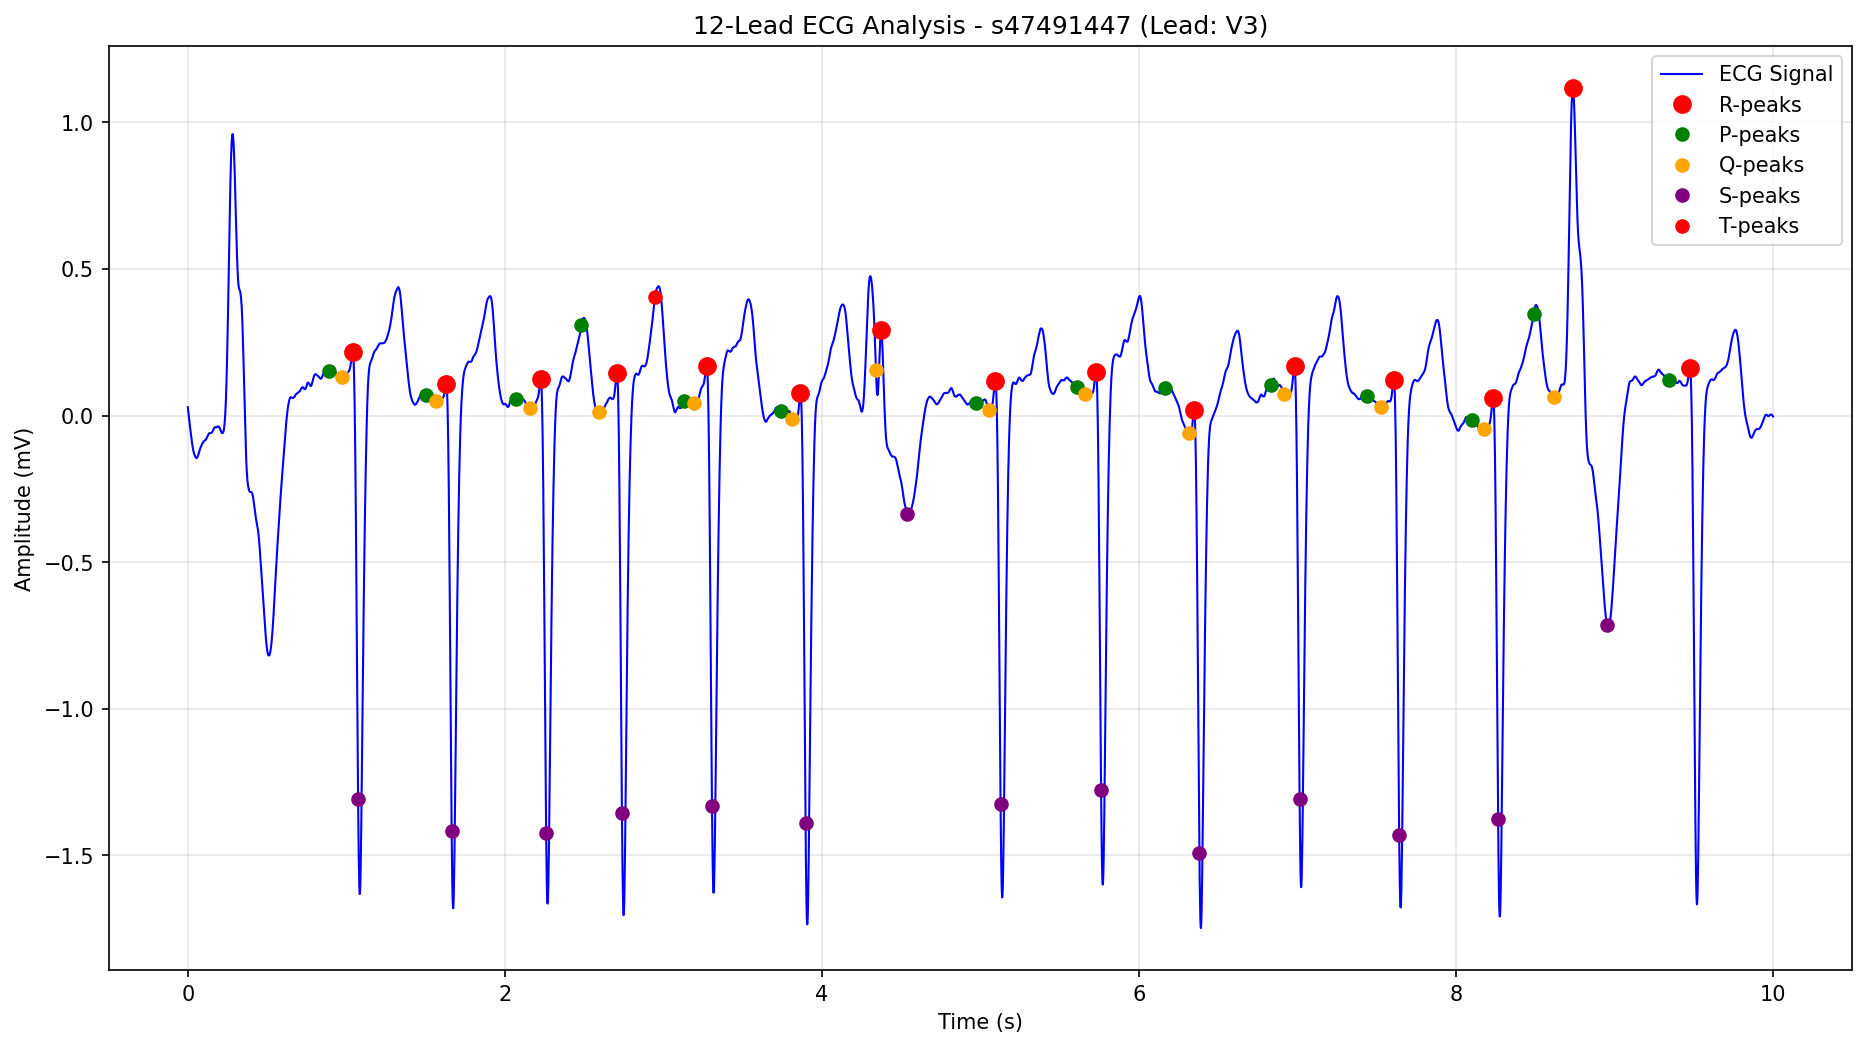 12-Lead ECG Analysis - s47491447 (Lead: V3)
ECG Signal
R-peaks
P-peaks
Q-peaks
S-peaks
T-peaks
Amplitude (mV)
1.0
0.5
0.0
−0.5
−1.0
−1.5
0 2 4 6 8 10
Time (s)